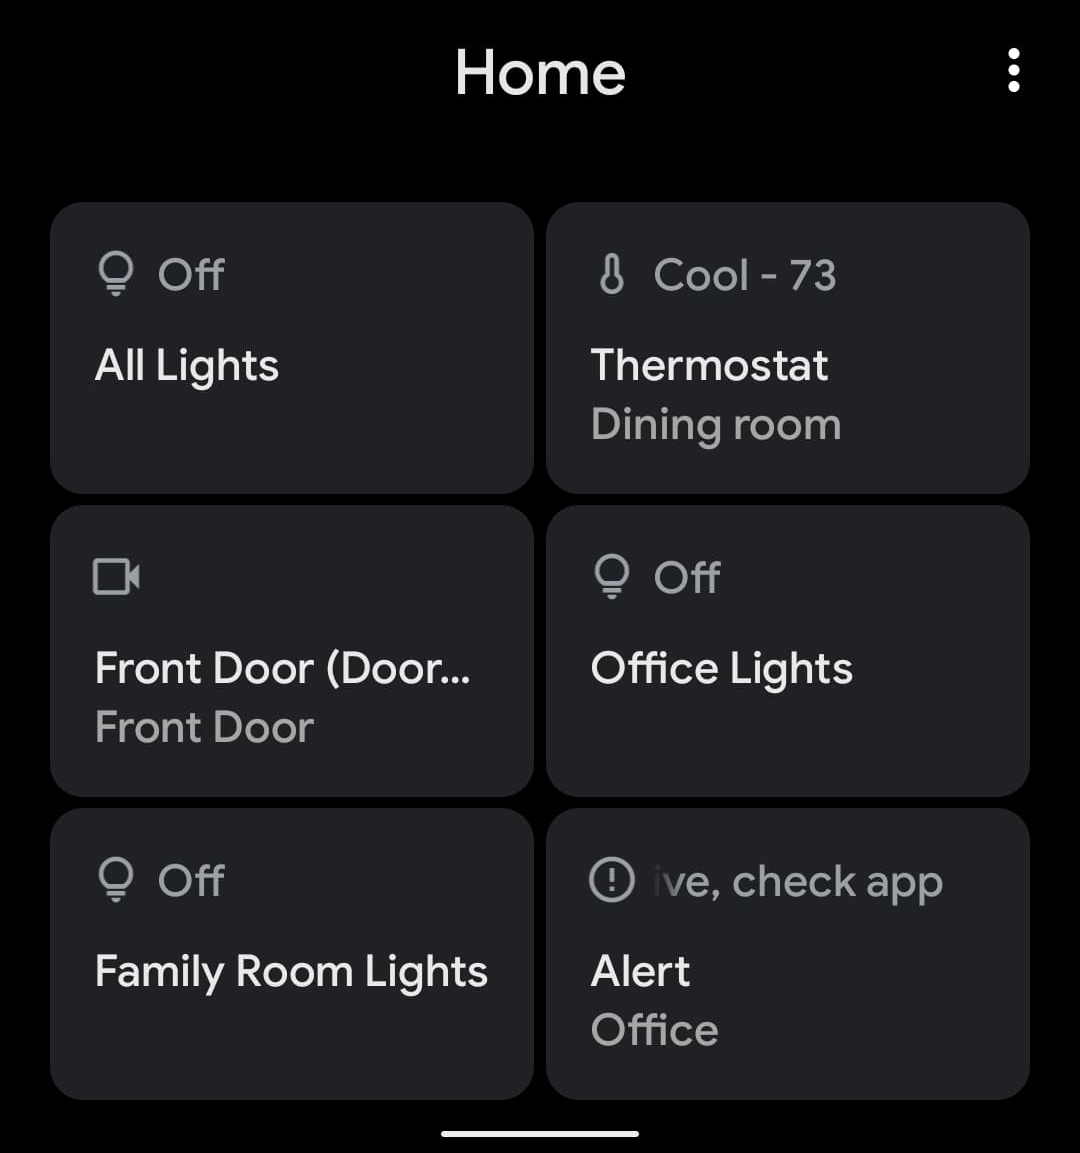 Home
Off
All Lights
Cool - 73
Thermostat
Dining room
Front Door (Door...
Front Door
Off
Office Lights
Off
Family Room Lights
ive, check app
Alert
Office